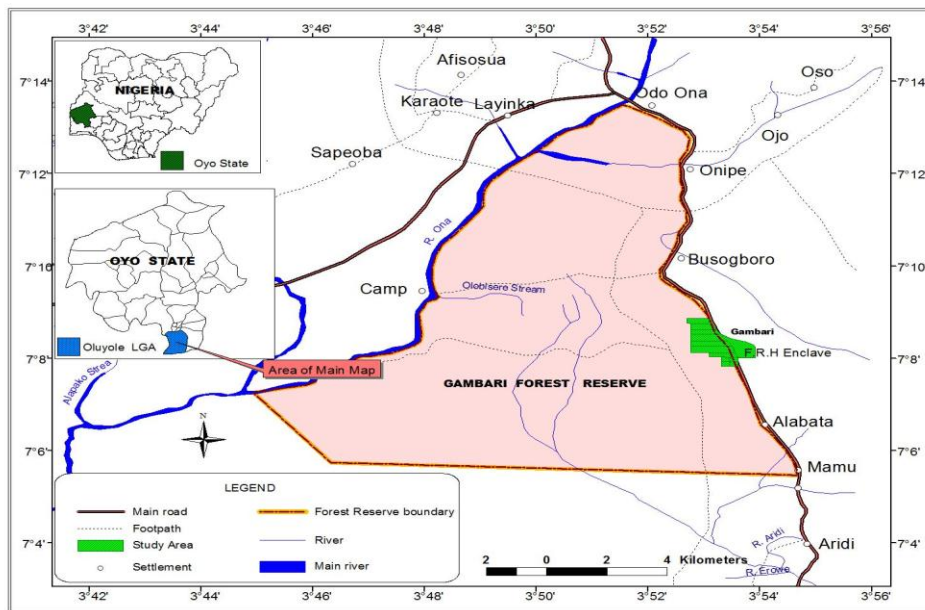 3°42' 3°44' 3°46' 3°48' 3°50' 3°52' 3°54' 3°56'
7°14'
7°12'
7°10'
7°8'
7°6'
7°4'
NIGERIA
Oyo State
OYO STATE
Oluyole LGA
Area of Main Map
Afisosua
Karaote
Layinka
Odo Ona
Oso
Ojo
Sapeoba
Onipe
R. Ona
Busogboro
Camp
Olobisere Stream
Gambari
F.R.H Enclave
GAMBARI FOREST RESERVE
Alapako Strea
Alabata
Mamu
R. Aridi
Aridi
R. Erowe
N
LEGEND
Main road
Footpath
Study Area
Settlement
Forest Reserve boundary
River
Main river
2 0 2 4 Kilometers
7°14'
7°12'
7°10'
7°8'
7°6'
7°4'
3°42' 3°44' 3°46' 3°48' 3°50' 3°52' 3°54' 3°56'